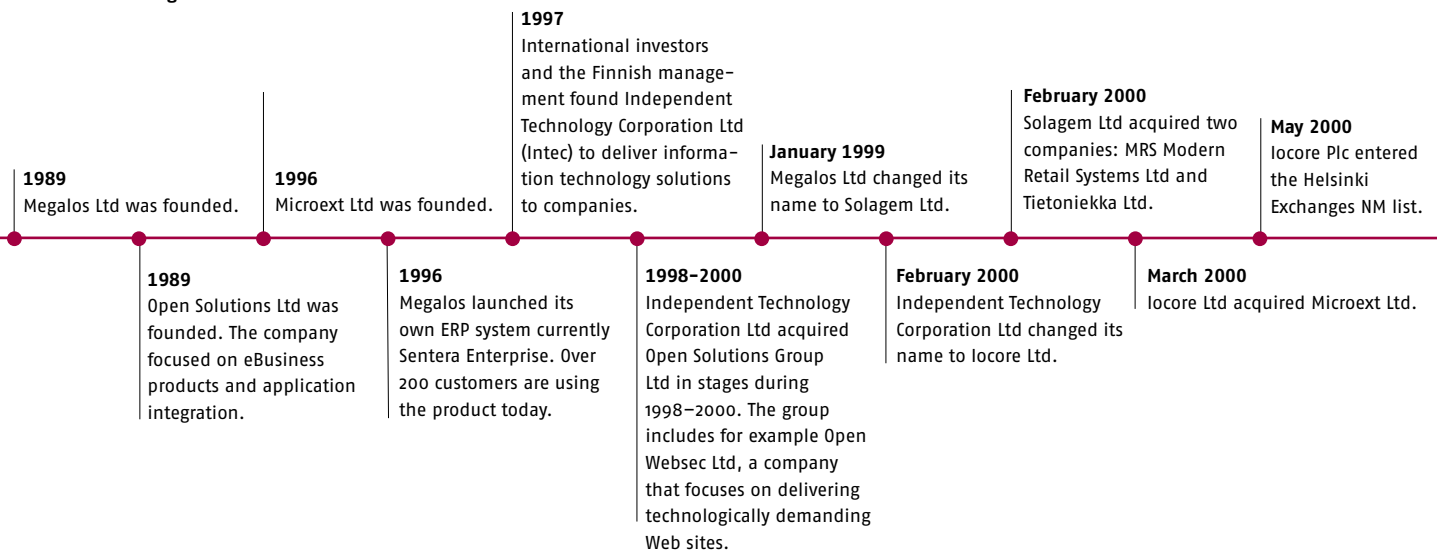 1989
Megalos Ltd was founded.
1989
Open Solutions Ltd was
founded. The company
focused on eBusiness
products and application
integration.
1996
Microext Ltd was founded.
1996
Megalos launched its
own ERP system currently
Sentera Enterprise. Over
200 customers are using
the product today.
1997
International investors
and the Finnish manage-
ment found Independent
Technology Corporation Ltd
(Intec) to deliver informa-
tion technology solutions
to companies.
1998–2000
Independent Technology
Corporation Ltd acquired
Open Solutions Group
Ltd in stages during
1998–2000. The group
includes for example Open
Websec Ltd, a company
that focuses on delivering
technologically demanding
Web sites.
January 1999
Megalos Ltd changed its
name to Solagem Ltd.
February 2000
Independent Technology
Corporation Ltd changed its
name to Iocore Ltd.
February 2000
Solagem Ltd acquired two
companies: MRS Modern
Retail Systems Ltd and
Tietoniekka Ltd.
March 2000
Iocore Ltd acquired Microext Ltd.
May 2000
Iocore Plc entered
the Helsinki
Exchanges NM list.